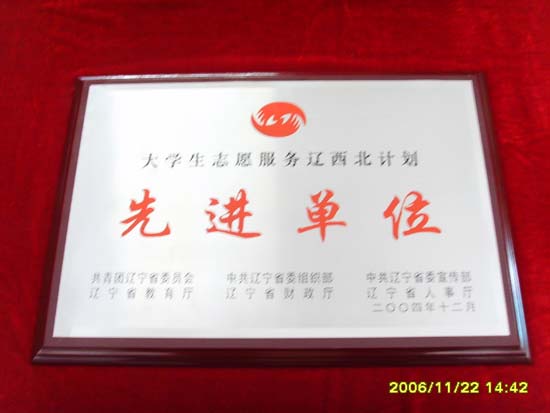 大学生志愿服务辽西北计划
先进单位
共青团辽宁省委员会 中共辽宁省委组织部 中共辽宁省委宣传部
辽宁省教育厅 辽宁省财政厅 辽宁省人事厅
二〇〇四年十二月
2006/11/22 14:42